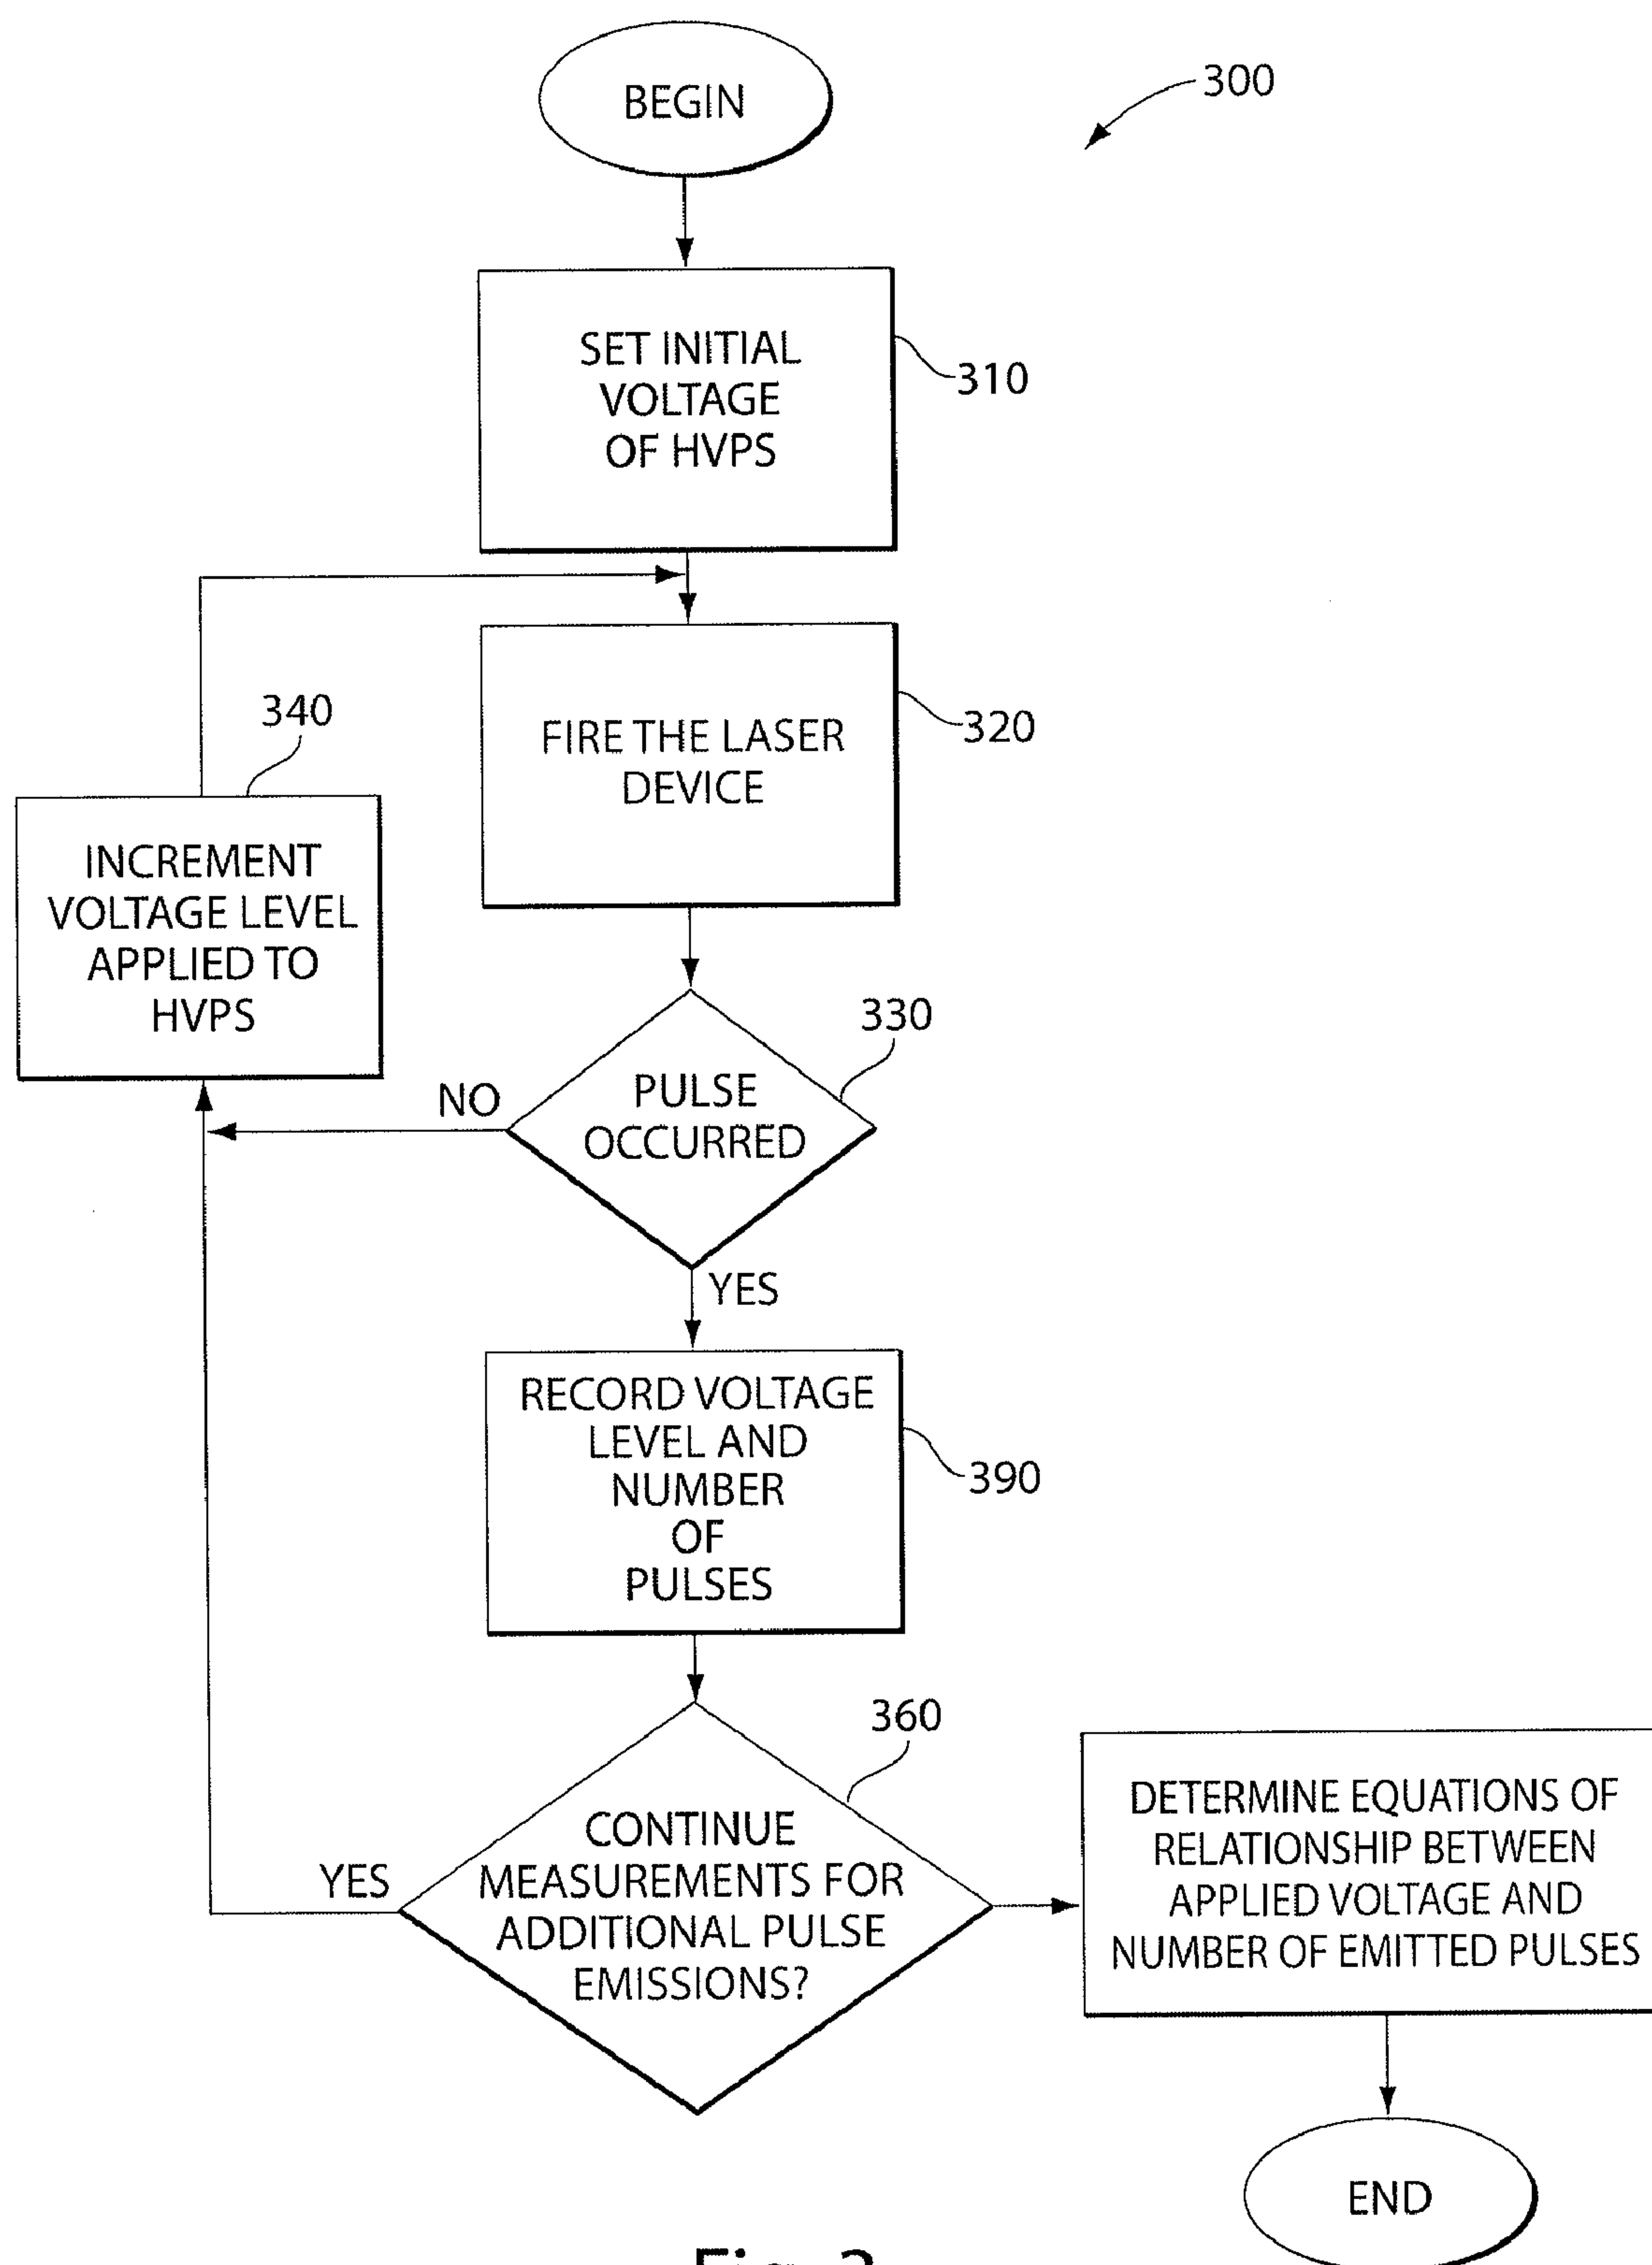 BEGIN
300
SET INITIAL
VOLTAGE
OF HVPS
310
FIRE THE LASER
DEVICE
320
340
INCREMENT
VOLTAGE LEVEL
APPLIED TO
HVPS
330
PULSE
OCCURRED
NO
YES
RECORD VOLTAGE
LEVEL AND
NUMBER
OF
PULSES
390
360
CONTINUE
MEASUREMENTS FOR
ADDITIONAL PULSE
EMISSIONS?
YES
DETERMINE EQUATIONS OF
RELATIONSHIP BETWEEN
APPLIED VOLTAGE AND
NUMBER OF EMITTED PULSES
END